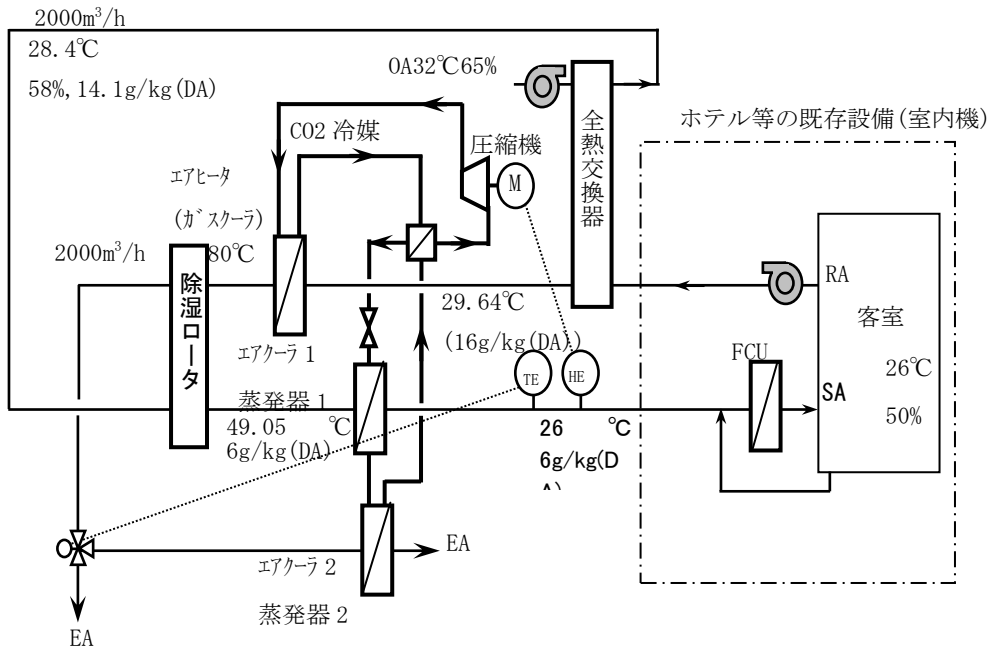 2000m³/h
28.4℃
58%,14.1g/kg(DA)
OA32℃65%
ホテル等の既存設備(室内機)
CO2 冷媒
圧縮機
全熱交換器
エアヒータ
(ガスクーラ)
M
2000m³/h
80℃
除湿ロータ
RA
客室
29.64℃
(16g/kg(DA))
エアクーラ 1
FCU
TE
HE
26℃
SA
50%
蒸発器 1
49.05 ℃
6g/kg(DA)
26 ℃
6g/kg(D
A)
EA
エアクーラ 2
蒸発器 2
EA